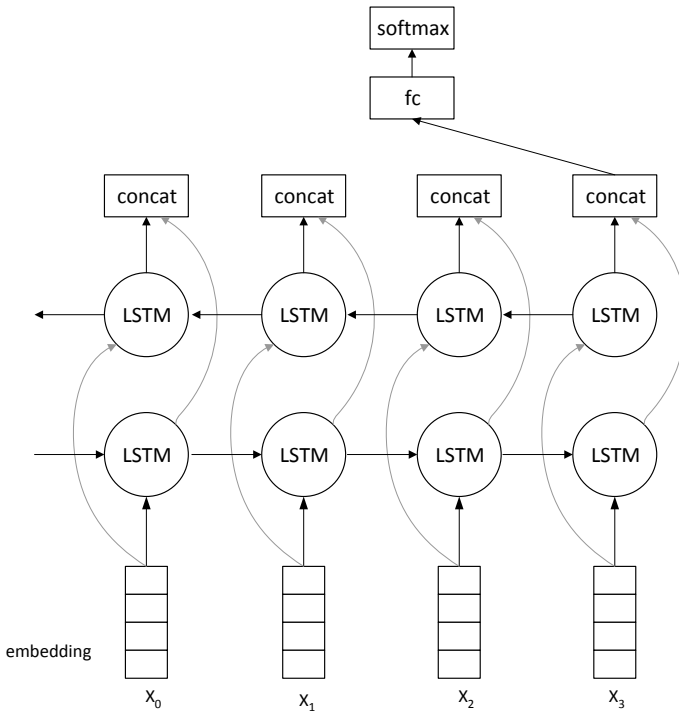 softmax
fc
concat concat concat concat
LSTM LSTM LSTM LSTM
LSTM LSTM LSTM LSTM
embedding
X₀ X₁ X₂ X₃